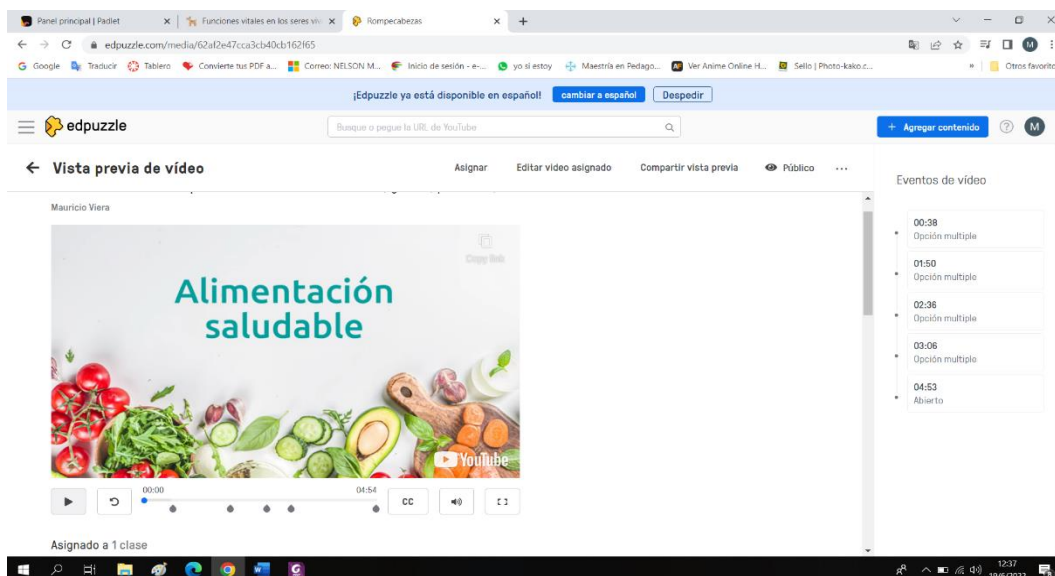 Panel principal | Padlet
Funciones vitales en los seres viv
Rompecabezas
edpuzzle.com/media/62af2e47cca3cb40cb162f65
Google
Traducir
Tablero
Convierte tus PDF a...
Correo: NELSON M...
Inicio de sesión - e-...
yo si estoy
Maestría en Pedago...
Ver Anime Online H...
Sello | Photo-kako.c...
»
Otros favorito
¡Edpuzzle ya está disponible en español!
cambiar a español
Despedir
edpuzzle
Busque o pegue la URL de YouTube
+ Agregar contenido
M
Vista previa de vídeo
Asignar
Editar video asignado
Compartir vista previa
Público
...
Eventos de vídeo
Mauricio Viera
Copy link
Alimentación
saludable
YouTube
00:38
Opción multiple
01:50
Opción multiple
02:36
Opción multiple
03:06
Opción multiple
04:53
Abierto
00:00
04:54
CC
Asignado a 1 clase
12:37